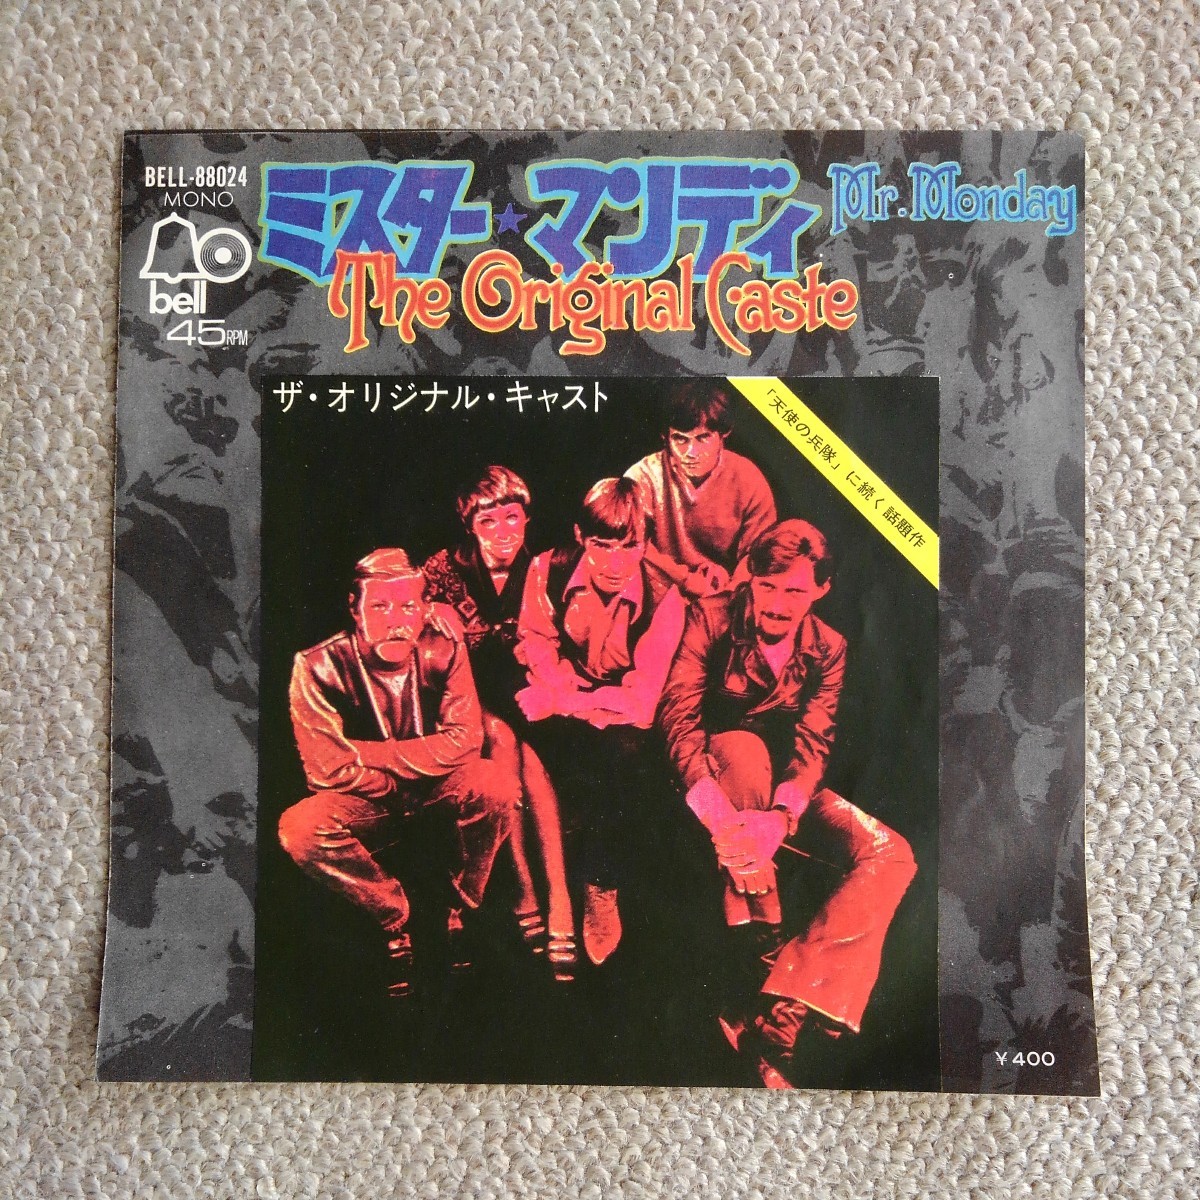 BELL-88024
MONO
bell
45RPM
ミスター★マンディ
Mr. Monday
The Original Caste
ザ・オリジナル・キャスト
「天使の兵隊」に続く話題作
¥400